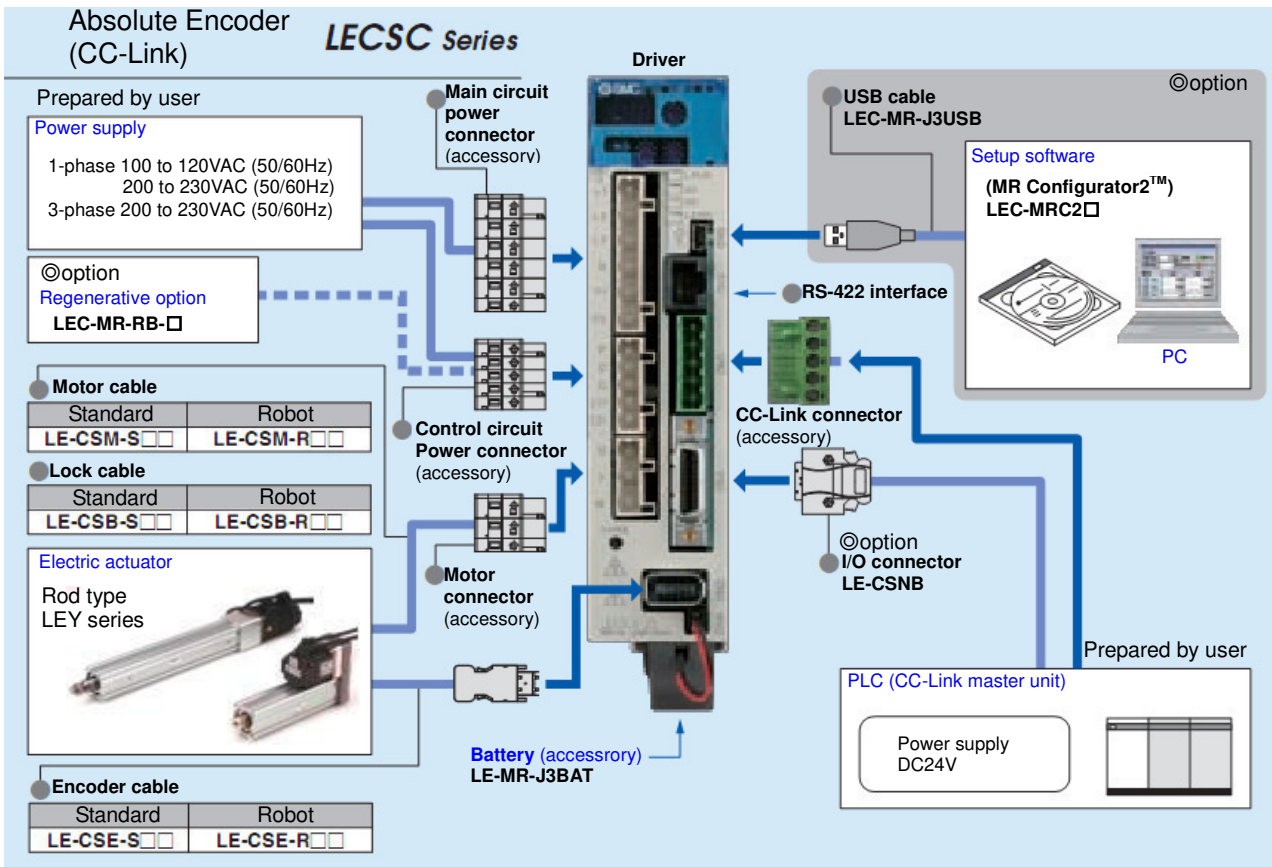 Absolute Encoder
(CC-Link)
LECSC Series
Prepared by user
Power supply
1-phase 100 to 120VAC (50/60Hz)
200 to 230VAC (50/60Hz)
3-phase 200 to 230VAC (50/60Hz)
◎option
Regenerative option
LEC-MR-RB-□
Motor cable
Standard Robot
LE-CSM-S□□ LE-CSM-R□□
Lock cable
Standard Robot
LE-CSB-S□□ LE-CSB-R□□
Electric actuator
Rod type
LEY series
Encoder cable
Standard Robot
LE-CSE-S□□ LE-CSE-R□□
Main circuit
power
connector
(accessory)
Control circuit
Power connector
(accessory)
Motor
connector
(accessory)
Battery (accessrory)
LE-MR-J3BAT
Driver
◎option
USB cable
LEC-MR-J3USB
Setup software
(MR Configurator2TM)
LEC-MRC2□
PC
RS-422 interface
CC-Link connector
(accessory)
◎option
I/O connector
LE-CSNB
Prepared by user
PLC (CC-Link master unit)
Power supply
DC24V